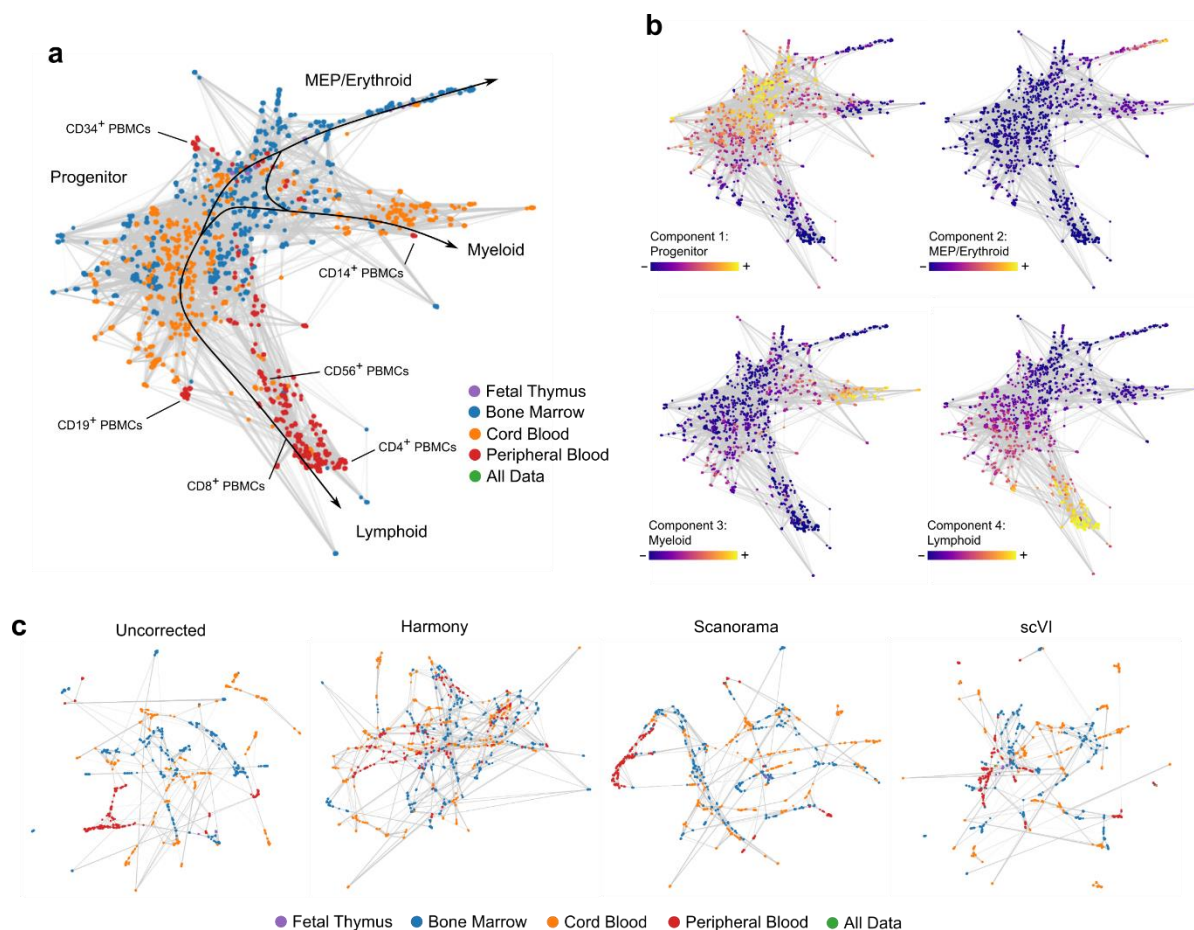 a
MEP/Erythroid
CD34+ PBMCs
Progenitor
Myeloid
CD14+ PBMCs
CD56+ PBMCs
CD19+ PBMCs
CD4+ PBMCs
CD8+ PBMCs
Lymphoid
Fetal Thymus
Bone Marrow
Cord Blood
Peripheral Blood
All Data
b
Component 1:
Progenitor
− +
Component 2:
MEP/Erythroid
− +
Component 3:
Myeloid
− +
Component 4:
Lymphoid
− +
c
Uncorrected
Harmony
Scanorama
scVI
Fetal Thymus Bone Marrow Cord Blood Peripheral Blood All Data